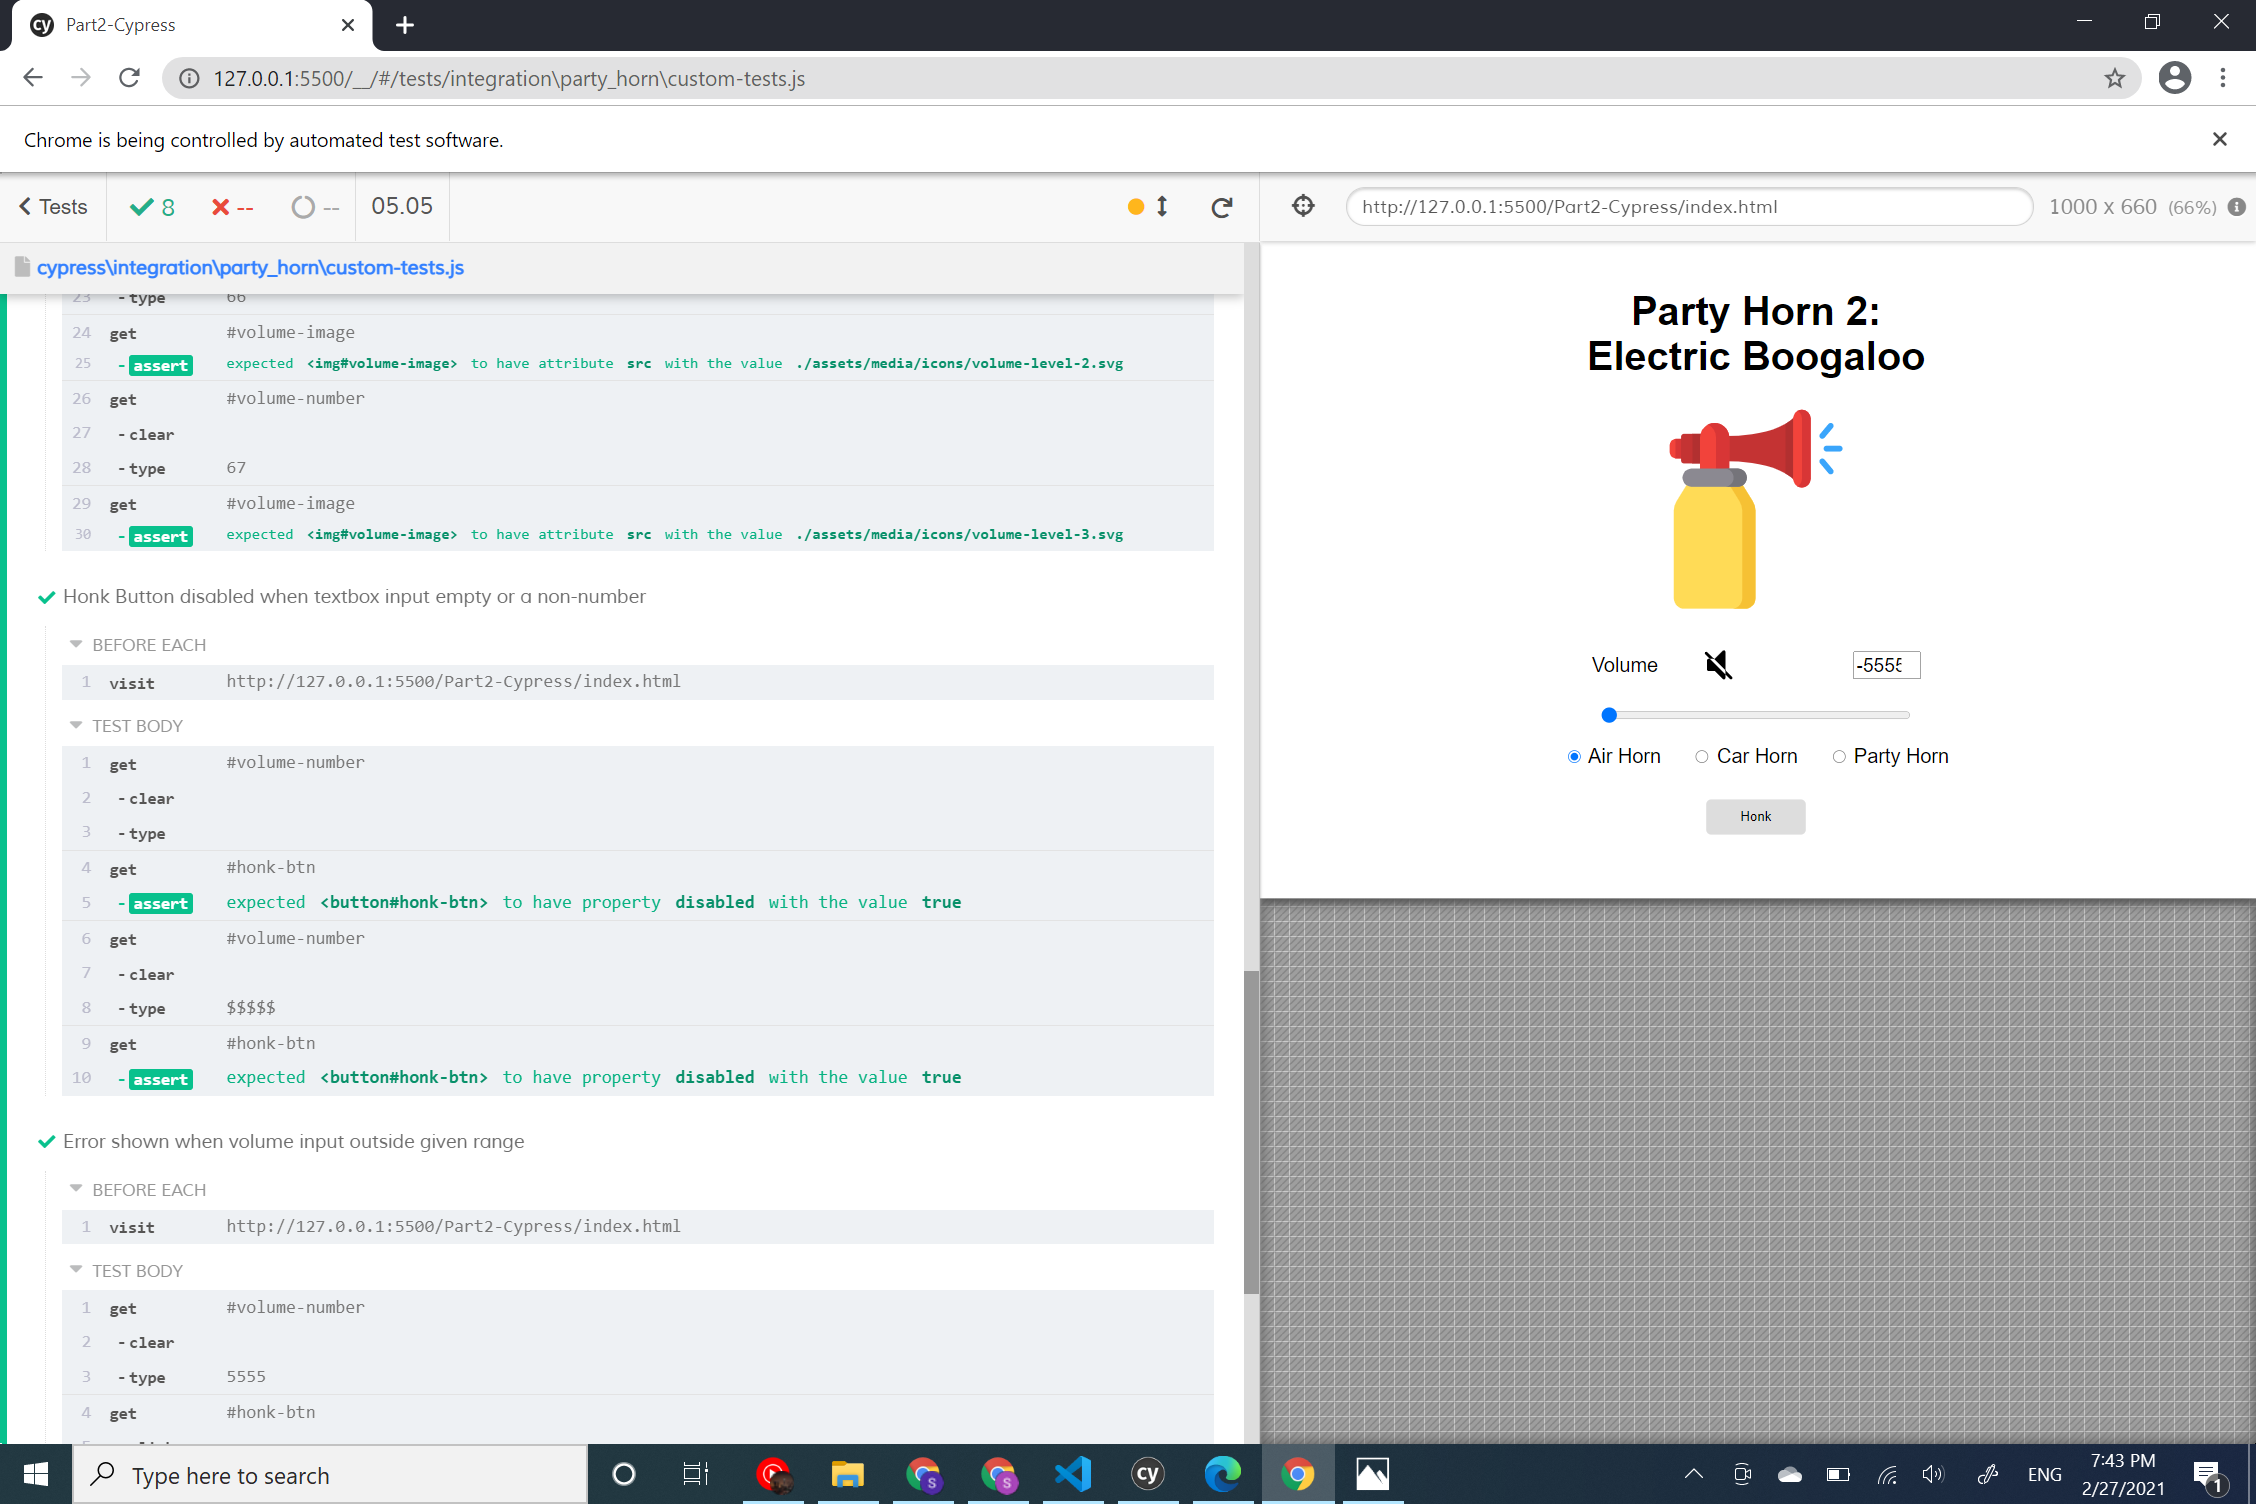 Part2-Cypress
127.0.0.1:5500/__/#/tests/integration\party_horn\custom-tests.js
Chrome is being controlled by automated test software.
Tests 8 -- -- 05.05
http://127.0.0.1:5500/Part2-Cypress/index.html 1000 x 660 (66%)
cypress\integration\party_horn\custom-tests.js
23 -type 66
24 get #volume-image
25 -assert expected <img#volume-image> to have attribute src with the value ./assets/media/icons/volume-level-2.svg
26 get #volume-number
27 -clear
28 -type 67
29 get #volume-image
30 -assert expected <img#volume-image> to have attribute src with the value ./assets/media/icons/volume-level-3.svg
Honk Button disabled when textbox input empty or a non-number
BEFORE EACH
1 visit http://127.0.0.1:5500/Part2-Cypress/index.html
TEST BODY
1 get #volume-number
2 -clear
3 -type
4 get #honk-btn
5 -assert expected <button#honk-btn> to have property disabled with the value true
6 get #volume-number
7 -clear
8 -type $$$$$
9 get #honk-btn
10 -assert expected <button#honk-btn> to have property disabled with the value true
Error shown when volume input outside given range
BEFORE EACH
1 visit http://127.0.0.1:5500/Part2-Cypress/index.html
TEST BODY
1 get #volume-number
2 -clear
3 -type 5555
4 get #honk-btn
Party Horn 2:
Electric Boogaloo
Volume -5555
Air Horn Car Horn Party Horn
Honk
Type here to search
ENG
7:43 PM
2/27/2021
1